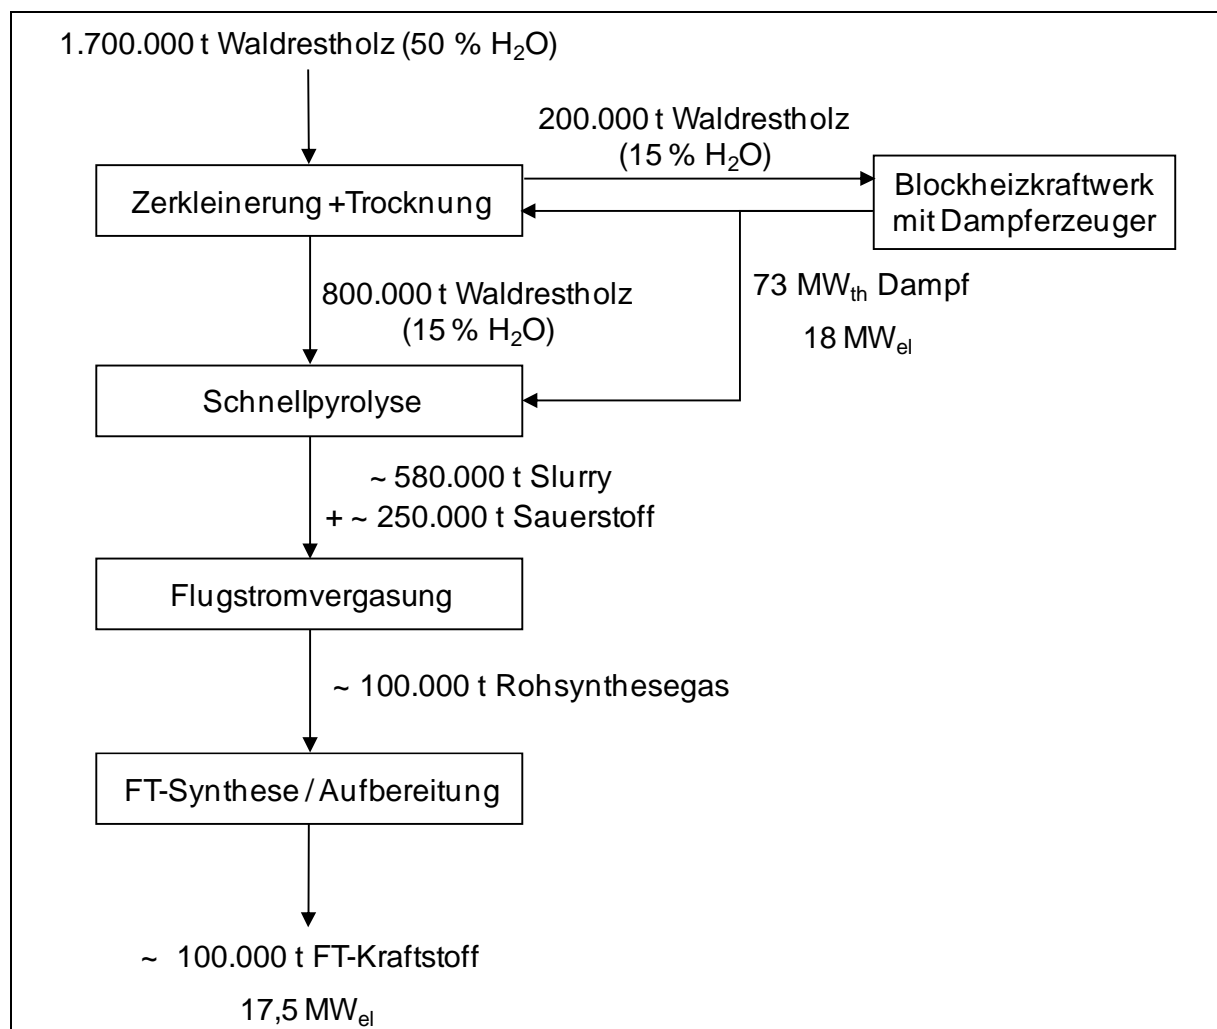 1.700.000 t Waldrestholz (50 % H₂O)
200.000 t Waldrestholz
(15 % H₂O)
Zerkleinerung +Trocknung
Blockheizkraftwerk
mit Dampferzeuger
800.000 t Waldrestholz
(15 % H₂O)
73 MWth Dampf
18 MWel
Schnellpyrolyse
~ 580.000 t Slurry
+ ~ 250.000 t Sauerstoff
Flugstromvergasung
~ 100.000 t Rohsynthesegas
FT-Synthese / Aufbereitung
~ 100.000 t FT-Kraftstoff
17,5 MWel